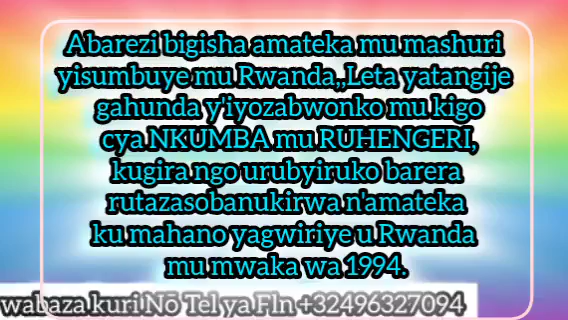 Abarezi bigisha amateka mu mashuri
yisumbuye mu Rwanda,,Leta yatangije
gahunda y'iyozabwonko mu kigo
cya NKUMBA mu RUHENGERI,
kugira ngo urubyiruko barera
rutazasobanukirwa n'amateka
ku mahano yagwiriye u Rwanda
mu mwaka wa 1994.
wabaza kuri No Tel ya Fln +32496327094